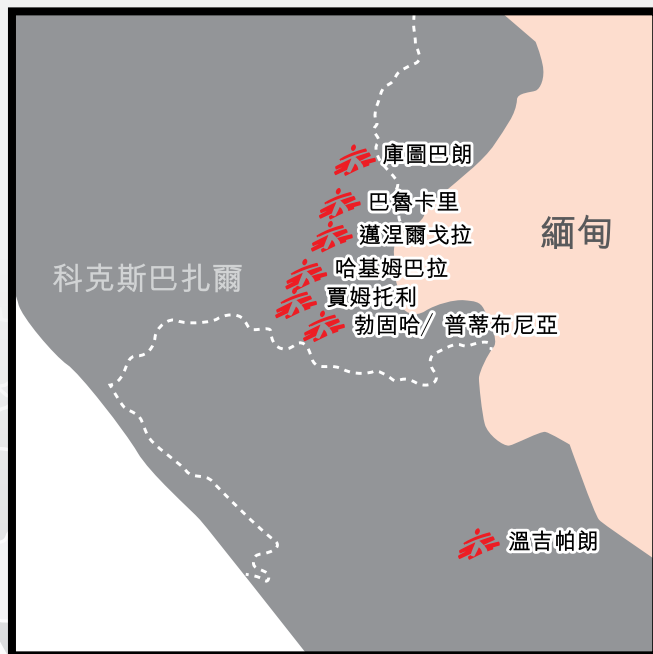 庫圖巴朗
巴魯卡里
邁涅爾戈拉
緬甸
科克斯巴扎爾
哈基姆巴拉
賈姆托利
勃固哈/ 普蒂布尼亞
溫吉帕朗